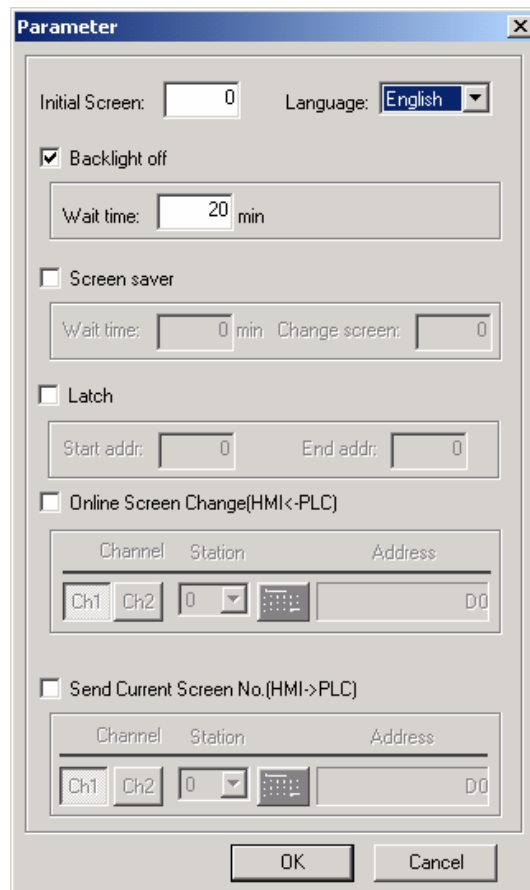 Parameter
Initial Screen: 0 Language: English
Backlight off
Wait time: 20 min
Screen saver
Wait time: 0 min Change screen: 0
Latch
Start addr: 0 End addr: 0
Online Screen Change(HMI<-PLC)
Channel Station Address
Ch1 Ch2 0 D0
Send Current Screen No.(HMI->PLC)
Channel Station Address
Ch1 Ch2 0 D0
OK Cancel